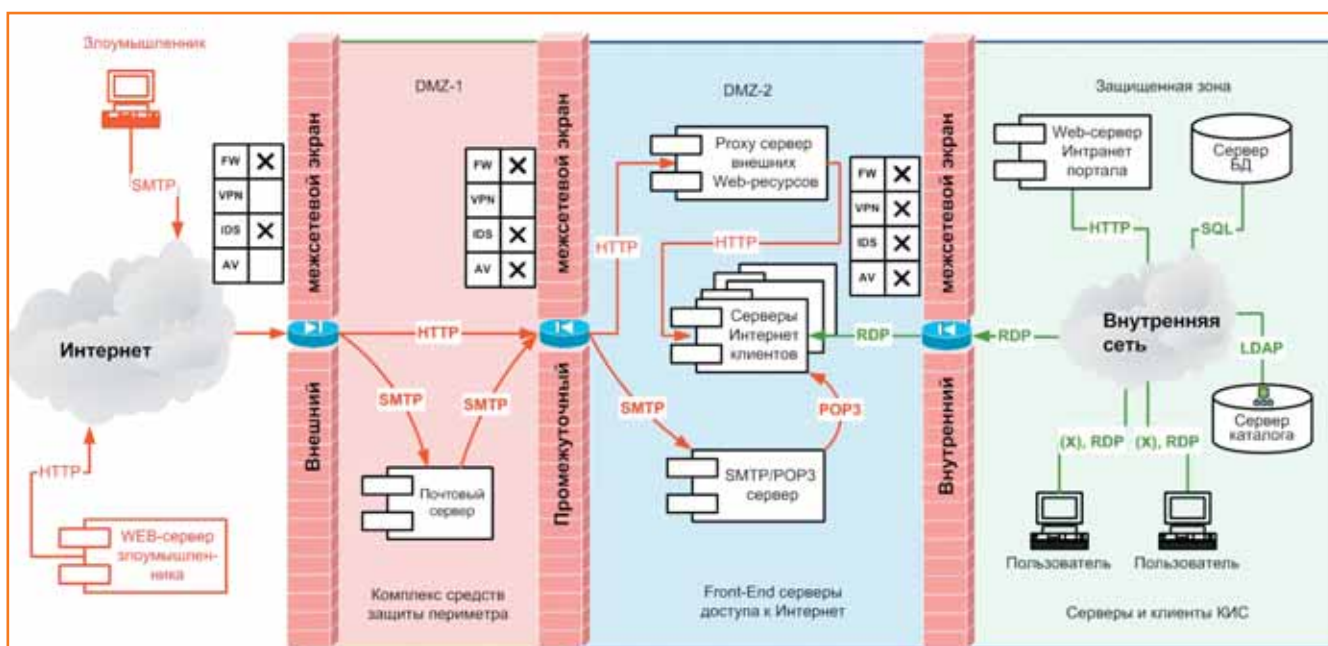 Злоумышленник
SMTP
Интернет
HTTP
WEB-сервер
злоумышлен-
ника
FW X
VPN
IDS X
AV
Внешний межсетевой экран
DMZ-1
HTTP
SMTP
SMTP
Почтовый
сервер
Комплекс средств
защиты периметра
FW X
VPN
IDS X
AV X
Промежуточный межсетевой экран
DMZ-2
Proxy сервер
внешних
Web-ресурсов
HTTP
HTTP
Серверы
Интернет
клиентов
RDP
SMTP
POP3
SMTP/POP3
сервер
Front-End серверы
доступа к Интернет
FW X
VPN X
IDS X
AV X
Внутренний межсетевой экран
Защищенная зона
Web-сервер
Интранет
портала
Сервер
БД
HTTP
SQL
RDP
Внутренняя
сеть
LDAP
Сервер
каталога
(X), RDP
(X), RDP
Пользователь
Пользователь
Серверы и клиенты КИС